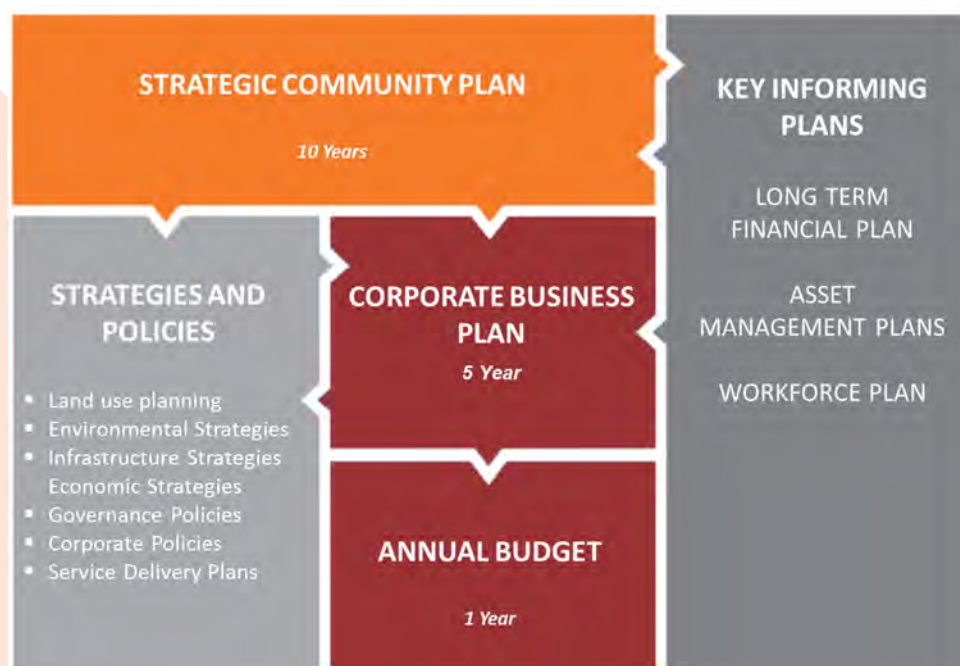 STRATEGIC COMMUNITY PLAN
10 Years
KEY INFORMING
PLANS
LONG TERM
FINANCIAL PLAN
ASSET
MANAGEMENT PLANS
WORKFORCE PLAN
STRATEGIES AND
POLICIES
▪ Land use planning
▪ Environmental Strategies
▪ Infrastructure Strategies
Economic Strategies
▪ Governance Policies
▪ Corporate Policies
▪ Service Delivery Plans
CORPORATE BUSINESS
PLAN
5 Year
ANNUAL BUDGET
1 Year